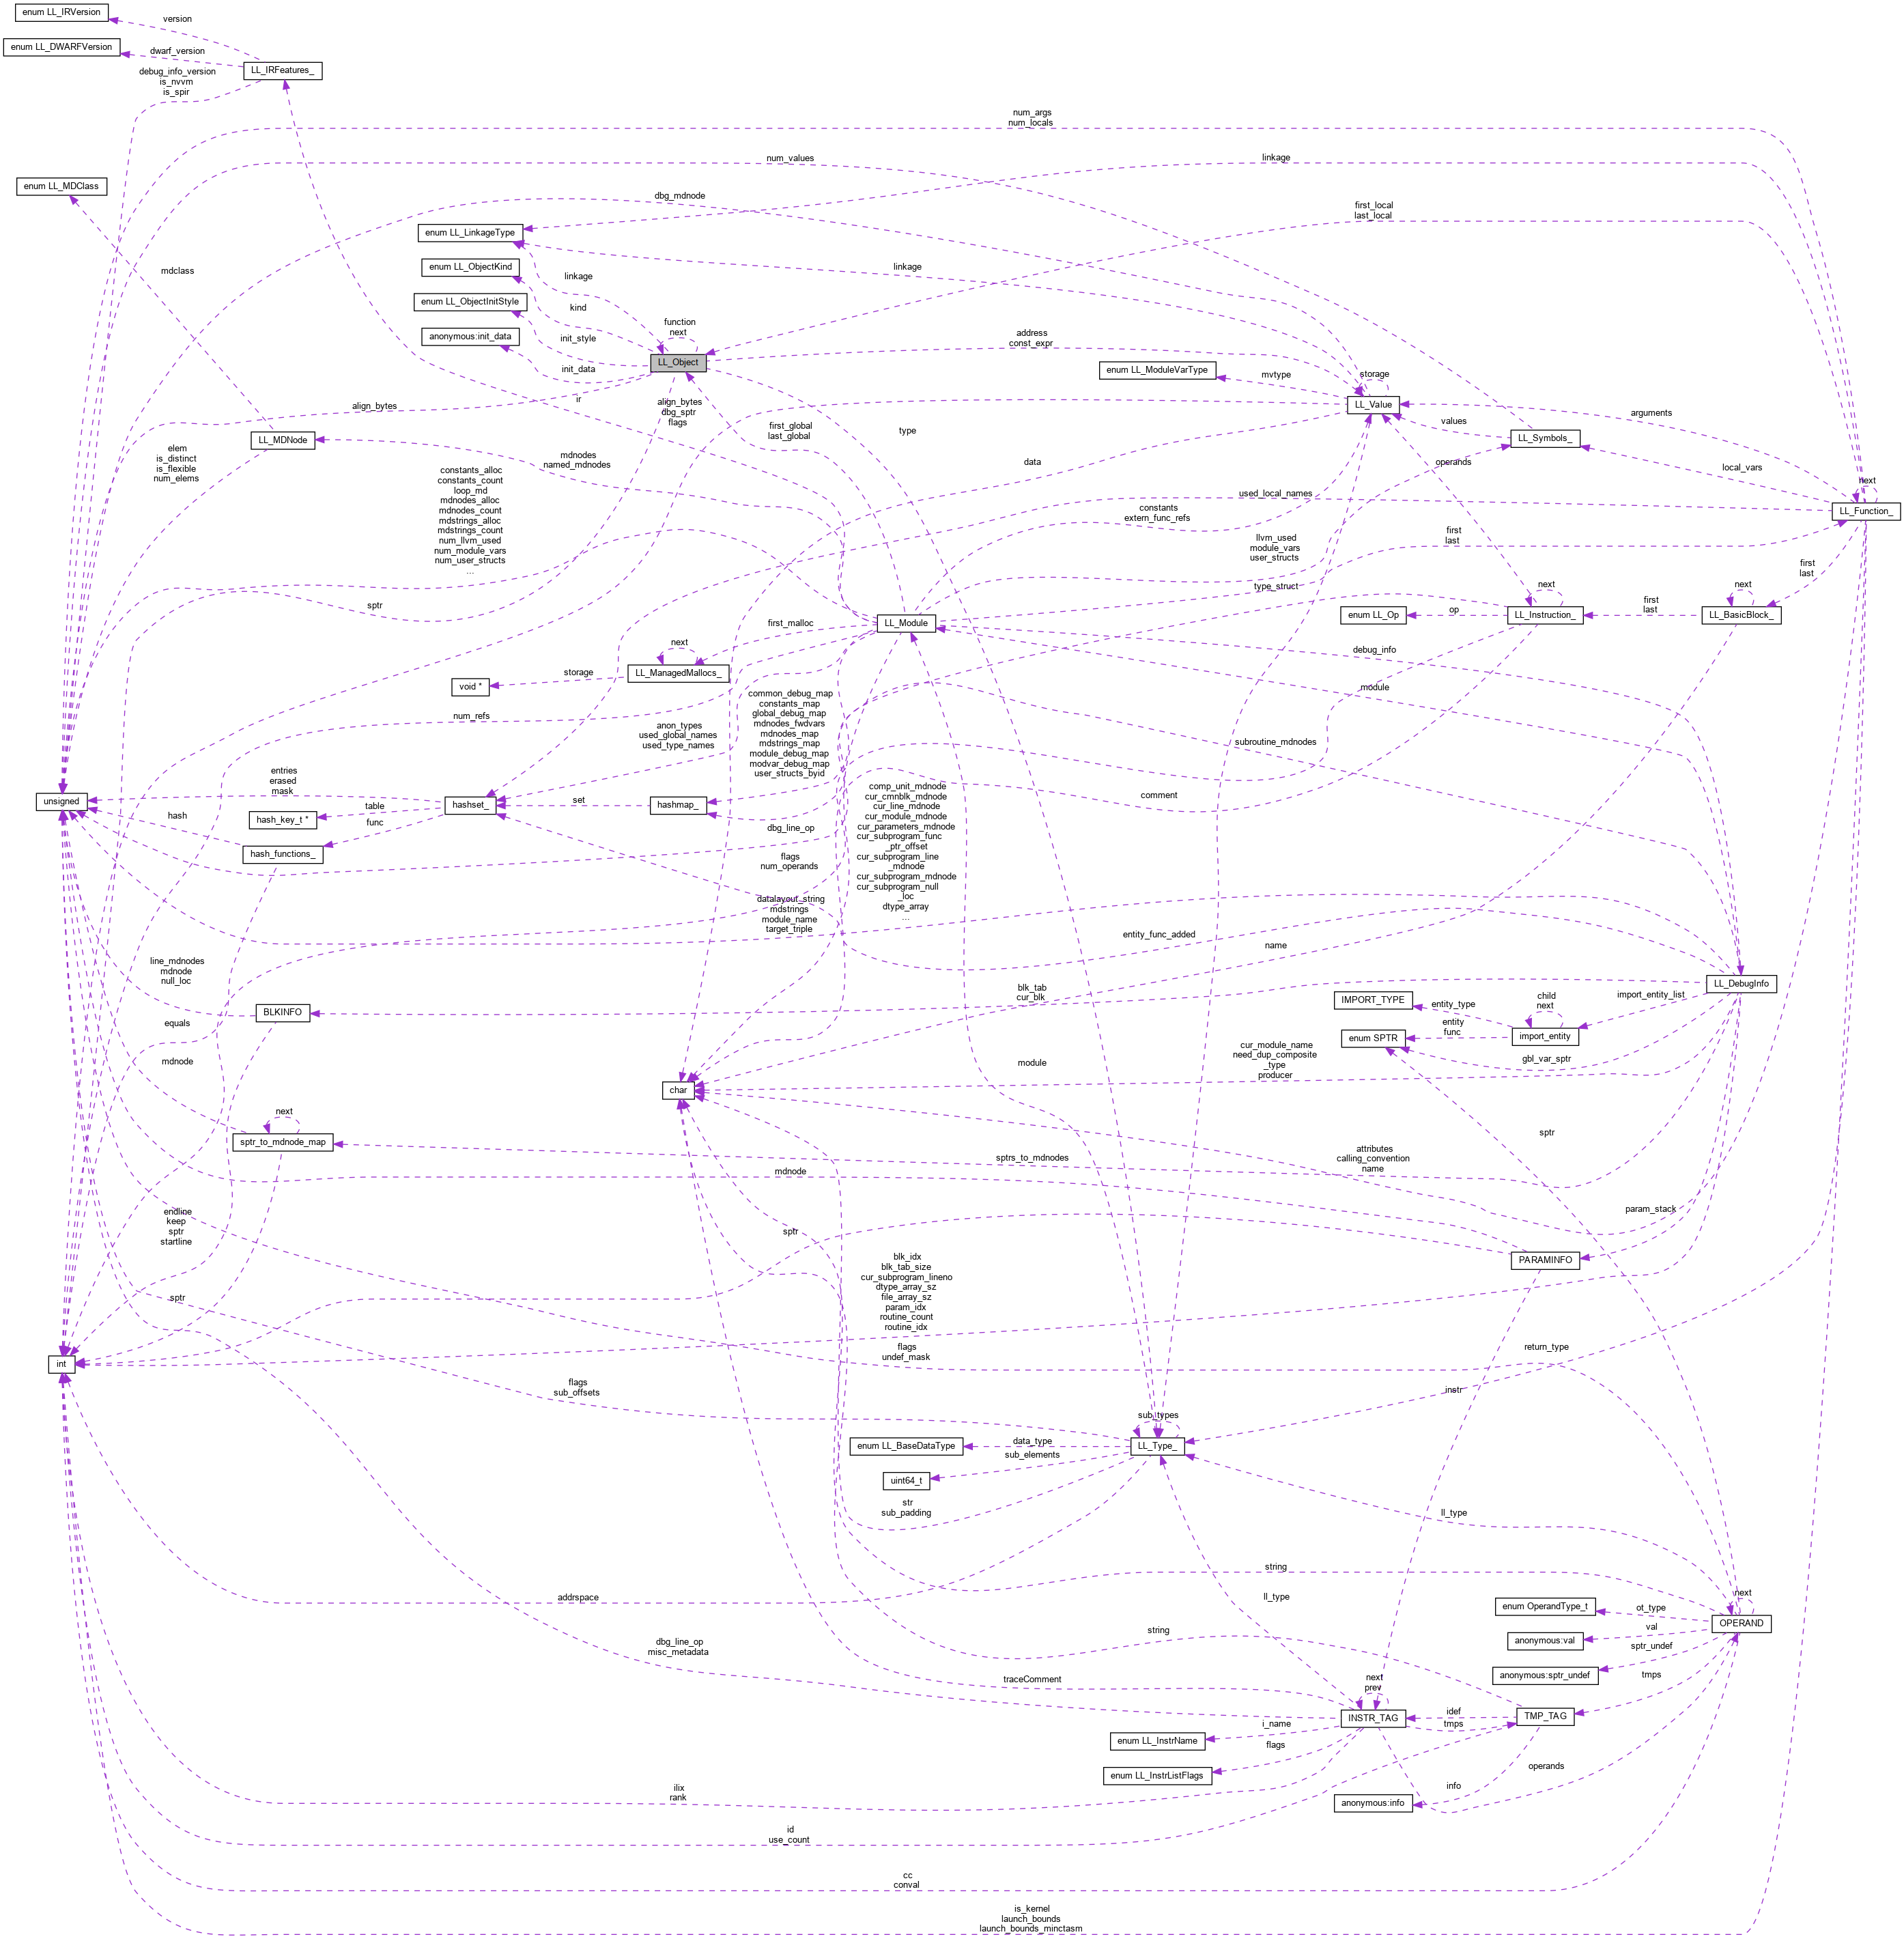 enum LL_IRVersion
version
enum LL_DWARFVersion
dwarf_version
LL_IRFeatures_
debug_info_version
is_nvvm
is_spir
num_args
num_locals
enum LL_MDClass
num_values
linkage
dbg_mdnode
first_local
last_local
enum LL_LinkageType
enum LL_ObjectKind
linkage
linkage
mdclass
enum LL_ObjectInitStyle
kind
anonymous:init_data
init_style
function
next
address
const_expr
LL_Object
init_data
enum LL_ModuleVarType
mvtype
storage
LL_Value
ir
align_bytes
align_bytes
dbg_sptr
flags
type
arguments
values
LL_Symbols_
LL_MDNode
first_global
last_global
elem
is_distinct
is_flexible
num_elems
mdnodes
named_mdnodes
data
operands
local_vars
constants_alloc
constants_count
loop_md
mdnodes_alloc
mdnodes_count
mdstrings_alloc
mdstrings_count
num_llvm_used
num_module_vars
num_user_structs
...
used_local_names
next
LL_Function_
constants
extern_func_refs
first
last
llvm_used
module_vars
user_structs
type_struct
first
last
sptr
next
next
first
last
LL_Module
first_malloc
enum LL_Op
op
LL_Instruction_
LL_BasicBlock_
next
debug_info
void *
storage
LL_ManagedMallocs_
module
num_refs
common_debug_map
constants_map
global_debug_map
mdnodes_fwdvars
mdnodes_map
mdstrings_map
module_debug_map
modvar_debug_map
user_structs_byid
anon_types
used_global_names
used_type_names
subroutine_mdnodes
entries
erased
mask
unsigned
hashset_
set
hashmap_
comment
table
hash_key_t *
hash
func
hash_functions_
dbg_line_op
flags
num_operands
comp_unit_mdnode
cur_cmnblk_mdnode
cur_line_mdnode
cur_module_mdnode
cur_parameters_mdnode
cur_subprogram_func
_ptr_offset
cur_subprogram_line
_mdnode
cur_subprogram_mdnode
cur_subprogram_null
_loc
dtype_array
...
datalayout_string
mdstrings
module_name
target_triple
entity_func_added
name
line_mdnodes
mdnode
null_loc
BLKINFO
blk_tab
cur_blk
LL_DebugInfo
IMPORT_TYPE
entity_type
child
next
import_entity_list
enum SPTR
entity
func
import_entity
equals
gbl_var_sptr
mdnode
char
module
cur_module_name
need_dup_composite
_type
producer
next
sptr_to_mdnode_map
sptr
sptrs_to_mdnodes
attributes
calling_convention
name
mdnode
endline
keep
sptr
startline
param_stack
sptr
PARAMINFO
blk_idx
blk_tab_size
cur_subprogram_lineno
dtype_array_sz
file_array_sz
param_idx
routine_count
routine_idx
sptr
int
flags
undef_mask
return_type
flags
sub_offsets
instr
sub_types
enum LL_BaseDataType
data_type
LL_Type_
sub_elements
uint64_t
str
sub_padding
ll_type
string
addrspace
ll_type
next
enum OperandType_t
ot_type
OPERAND
val
anonymous:val
string
sptr_undef
dbg_line_op
misc_metadata
anonymous:sptr_undef
tmps
traceComment
next
prev
INSTR_TAG
idef
tmps
TMP_TAG
i_name
enum LL_InstrName
flags
enum LL_InstrListFlags
operands
ilix
rank
info
anonymous:info
id
use_count
cc
conval
is_kernel
launch_bounds
launch_bounds_minctasm